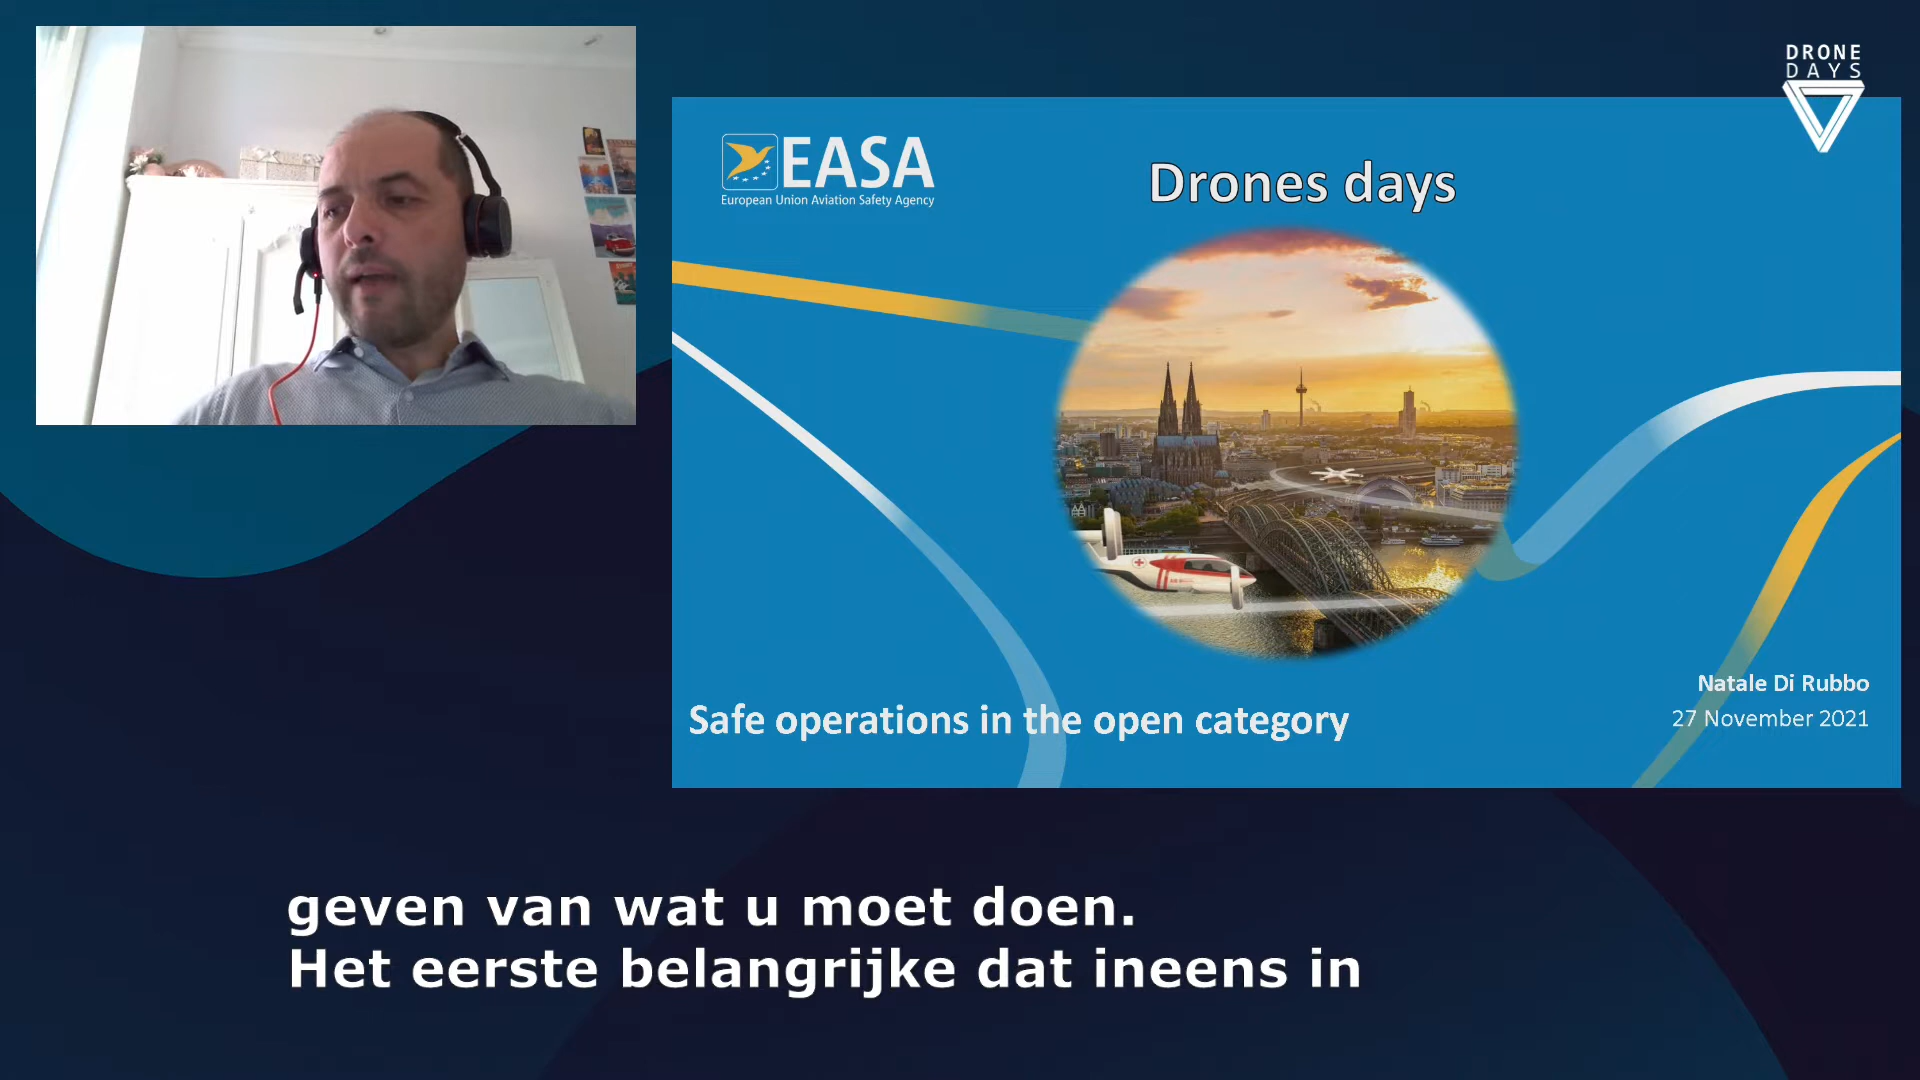 DRONE
DAYS
EASA
European Union Aviation Safety Agency
Drones days
Natale Di Rubbo
27 November 2021
Safe operations in the open category
geven van wat u moet doen.
Het eerste belangrijke dat ineens in